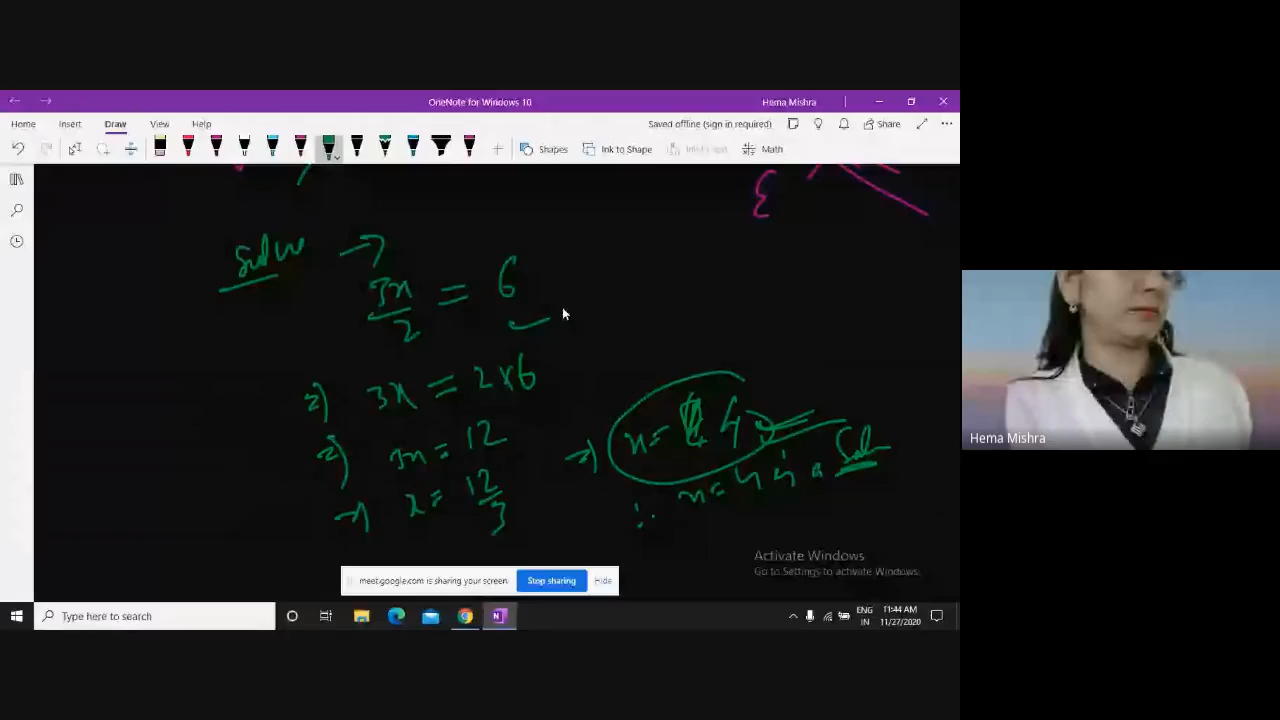 OneNote for Windows 10
Hema Mishra
Home Insert Draw View Help
Saved offline (sign in required)
Share
Shapes
Ink to Shape
Math
Solve →
3x/2 = 6
⇒) 3x = 2×6
⇒) 3x = 12
⇒) x = 12/3
⇒) x = 4
∴ x = 4 is a Soln
Hema Mishra
Activate Windows
Go to Settings to activate Windows.
meet.google.com is sharing your screen.
Stop sharing
Hide
Type here to search
ENG
IN
11:44 AM
11/27/2020